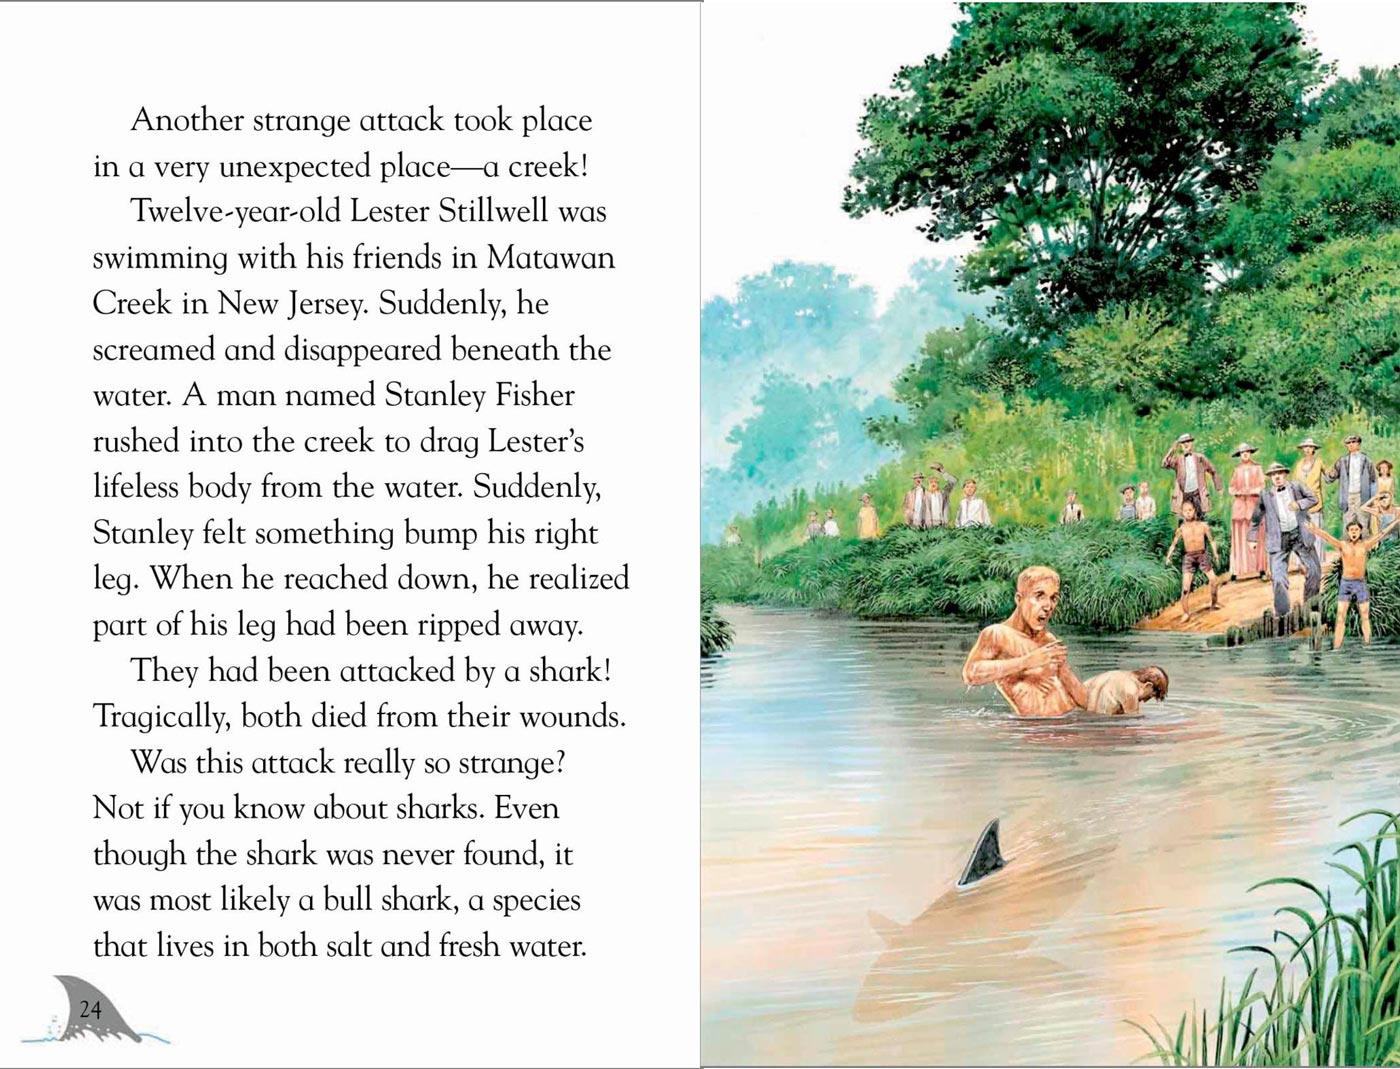 Another strange attack took place
in a very unexpected place—a creek!
Twelve-year-old Lester Stillwell was
swimming with his friends in Matawan
Creek in New Jersey. Suddenly, he
screamed and disappeared beneath the
water. A man named Stanley Fisher
rushed into the creek to drag Lester’s
lifeless body from the water. Suddenly,
Stanley felt something bump his right
leg. When he reached down, he realized
part of his leg had been ripped away.
They had been attacked by a shark!
Tragically, both died from their wounds.
Was this attack really so strange?
Not if you know about sharks. Even
though the shark was never found, it
was most likely a bull shark, a species
that lives in both salt and fresh water.
24